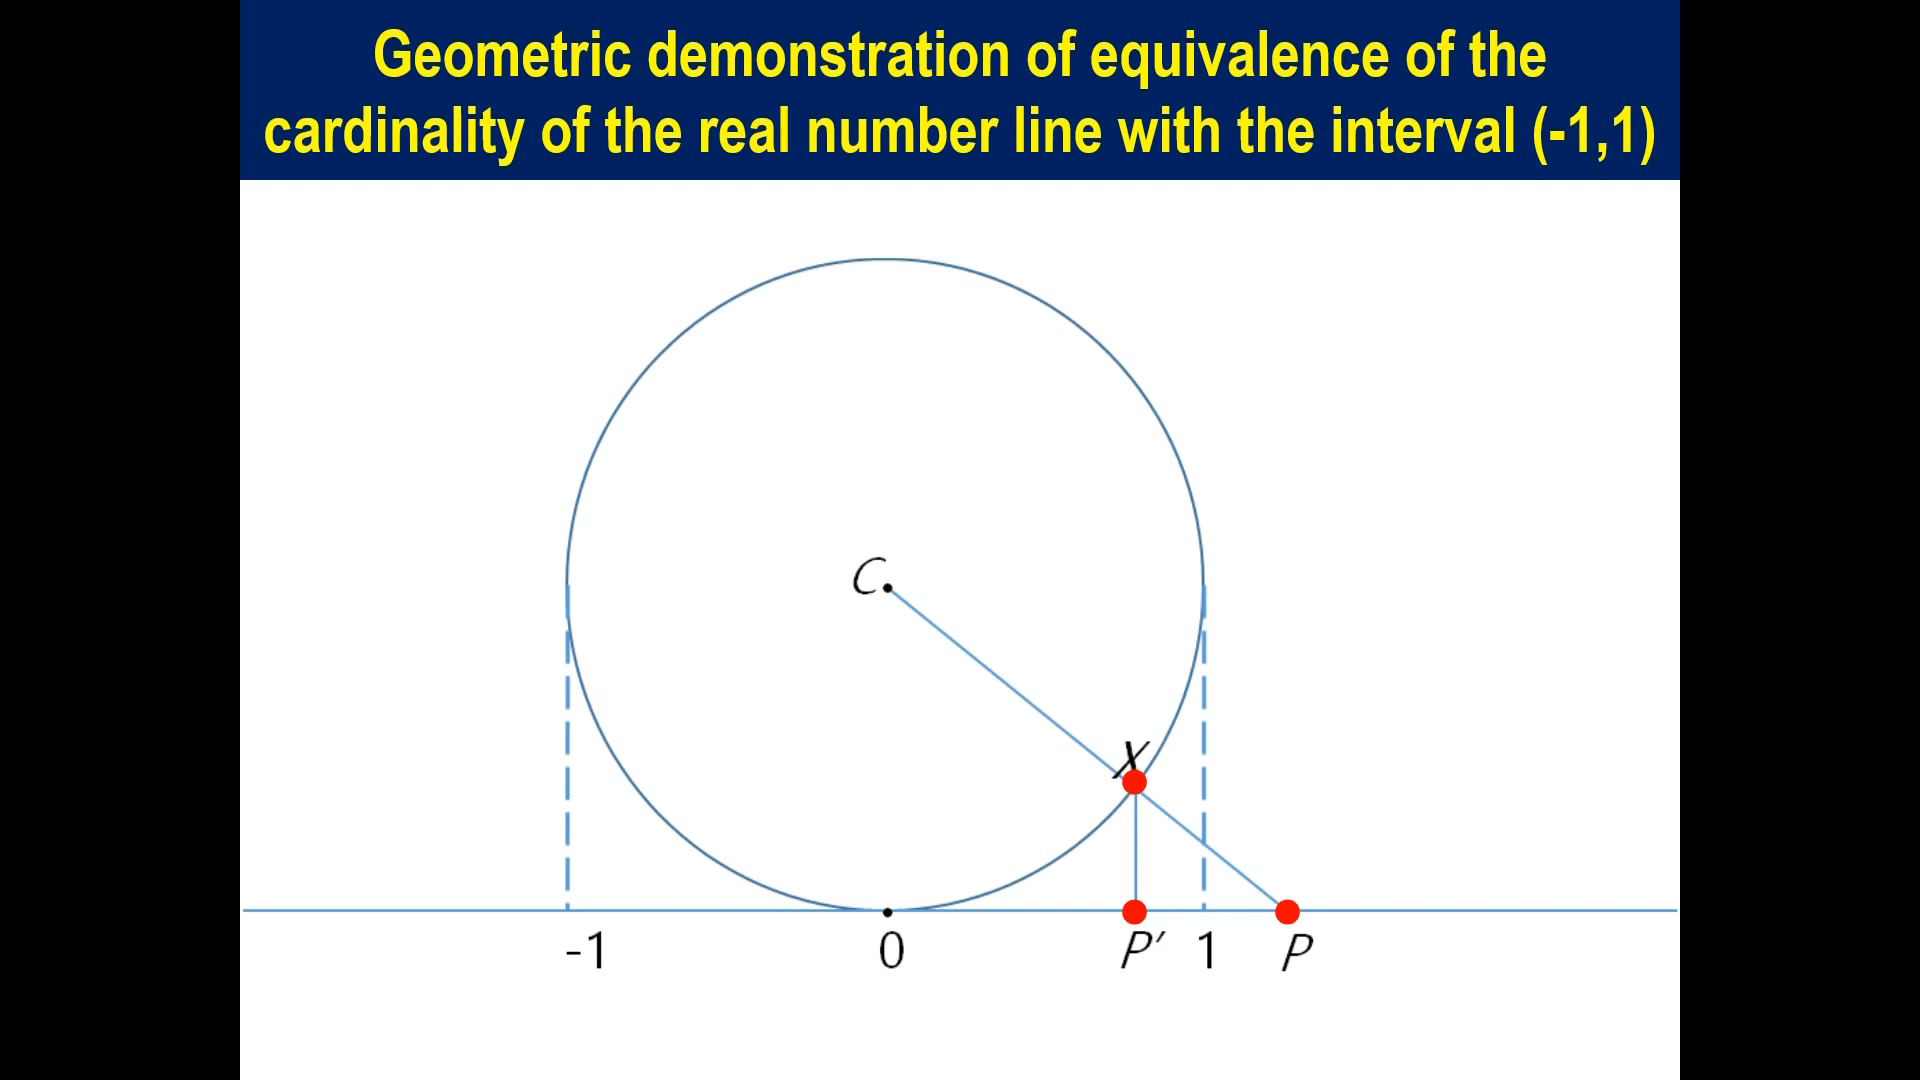 Geometric demonstration of equivalence of the
cardinality of the real number line with the interval (-1,1)
C
X
-1 0 P′ 1 P